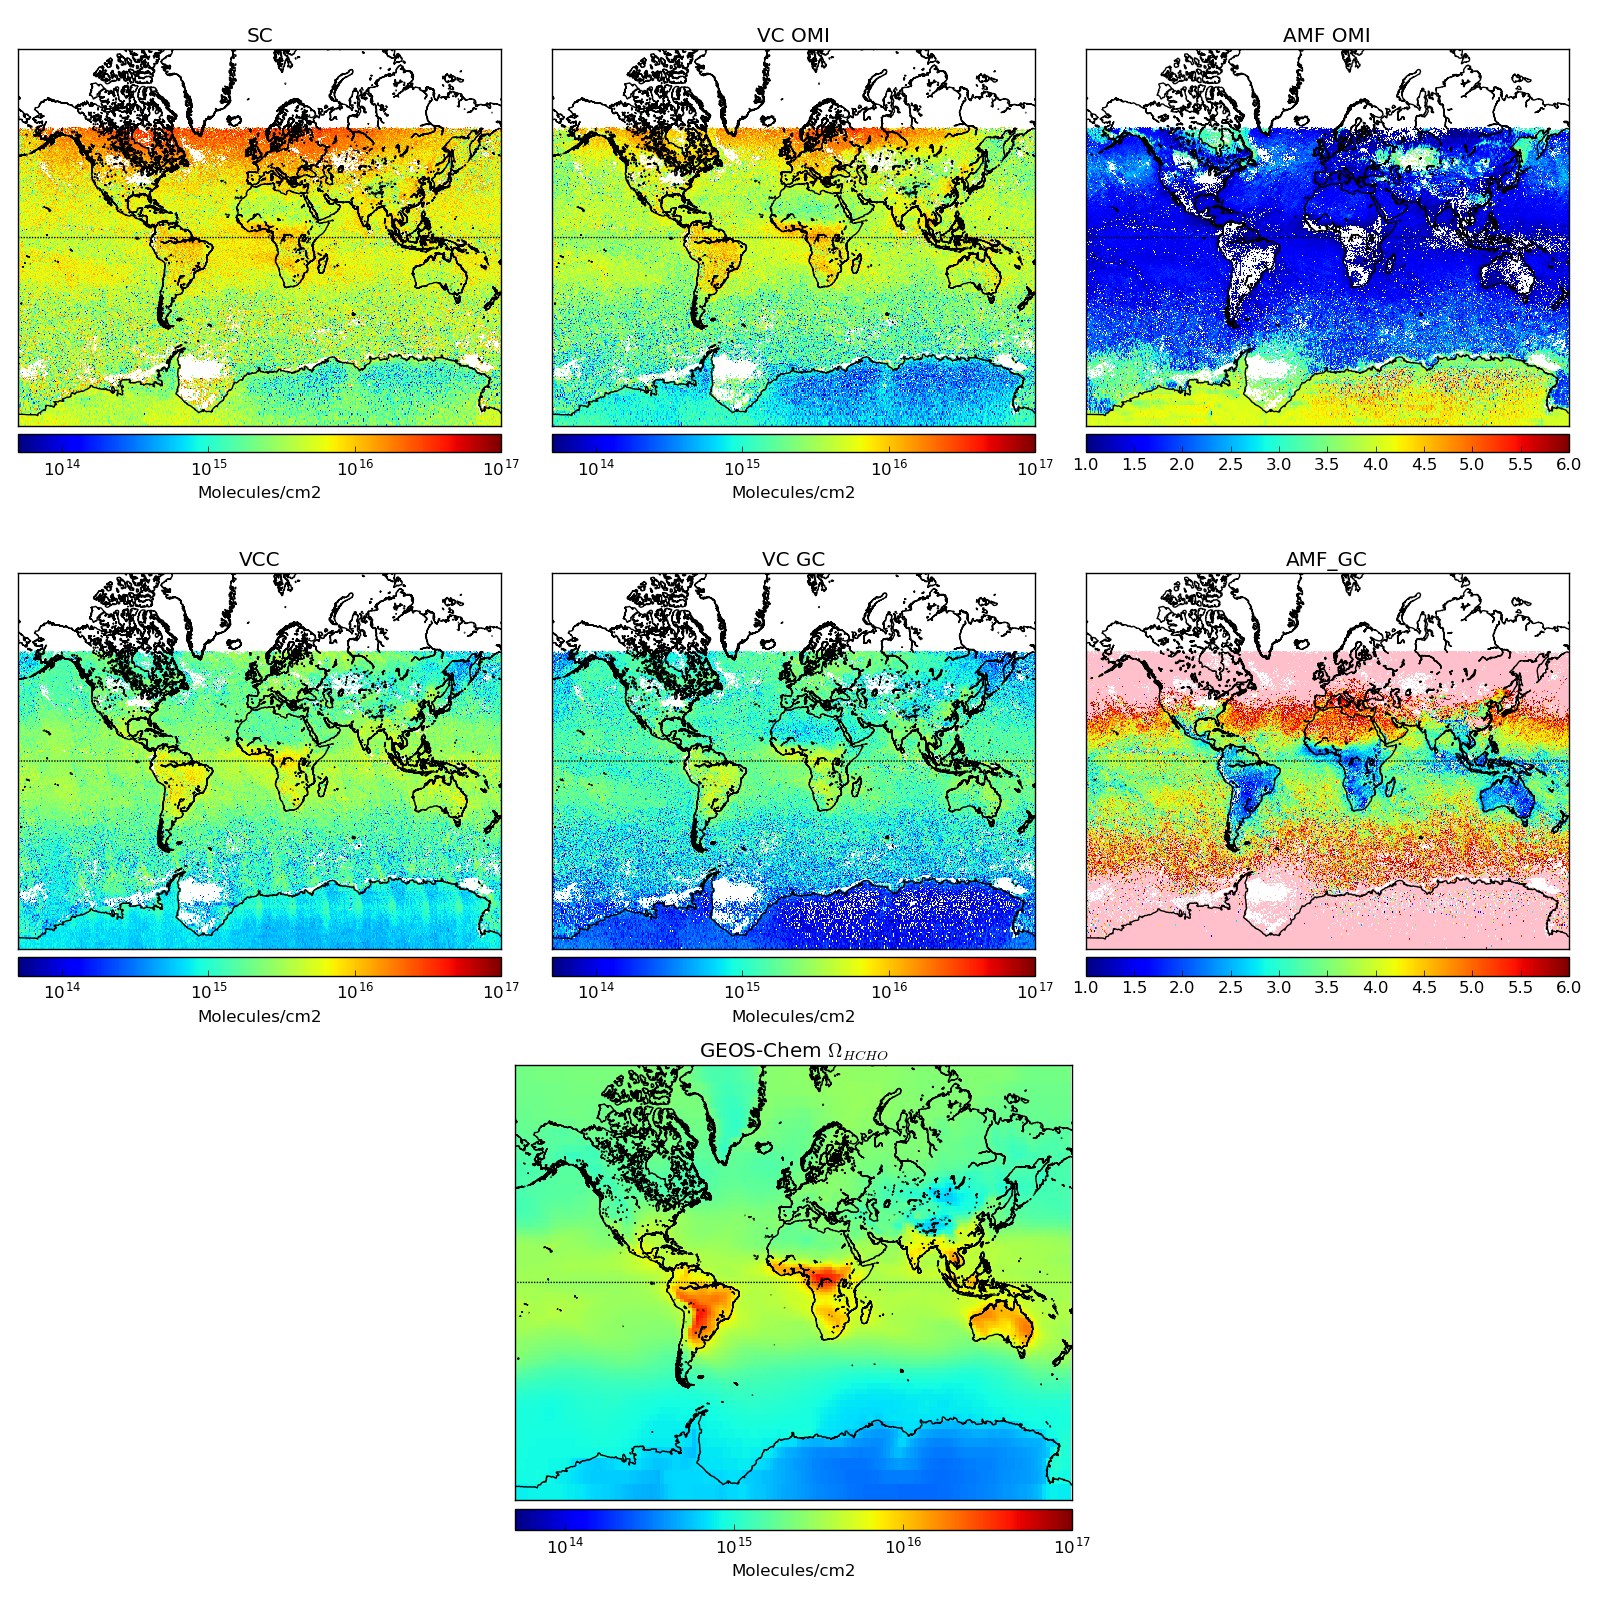 SC VC OMI AMF OMI
10^14 10^15 10^16 10^17 10^14 10^15 10^16 10^17 1.0 1.5 2.0 2.5 3.0 3.5 4.0 4.5 5.0 5.5 6.0
Molecules/cm2 Molecules/cm2
VCC VC GC AMF_GC
10^14 10^15 10^16 10^17 10^14 10^15 10^16 10^17 1.0 1.5 2.0 2.5 3.0 3.5 4.0 4.5 5.0 5.5 6.0
Molecules/cm2 Molecules/cm2
GEOS-Chem Ω_HCHO
10^14 10^15 10^16 10^17
Molecules/cm2